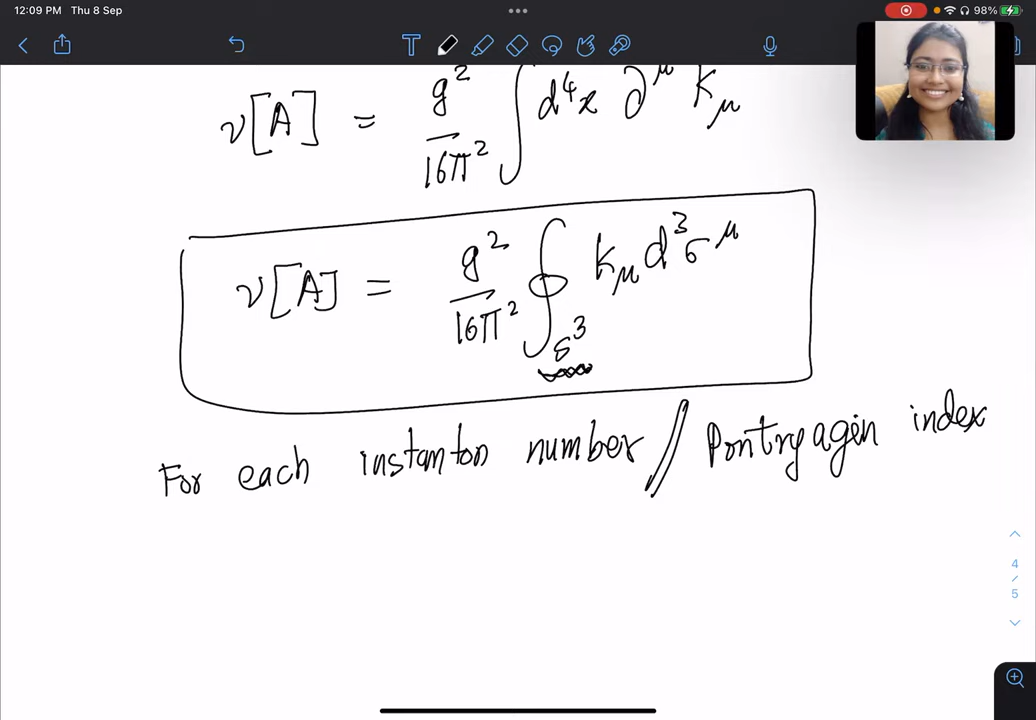 12:09 PM Thu 8 Sep
98%
ν[A] = g²/16π² ∫ d⁴x ∂^μ K_μ
ν[A] = g²/16π² ∮_S³ K_μ d³σ^μ
For each instanton number // Pontryagin index
4
/
5